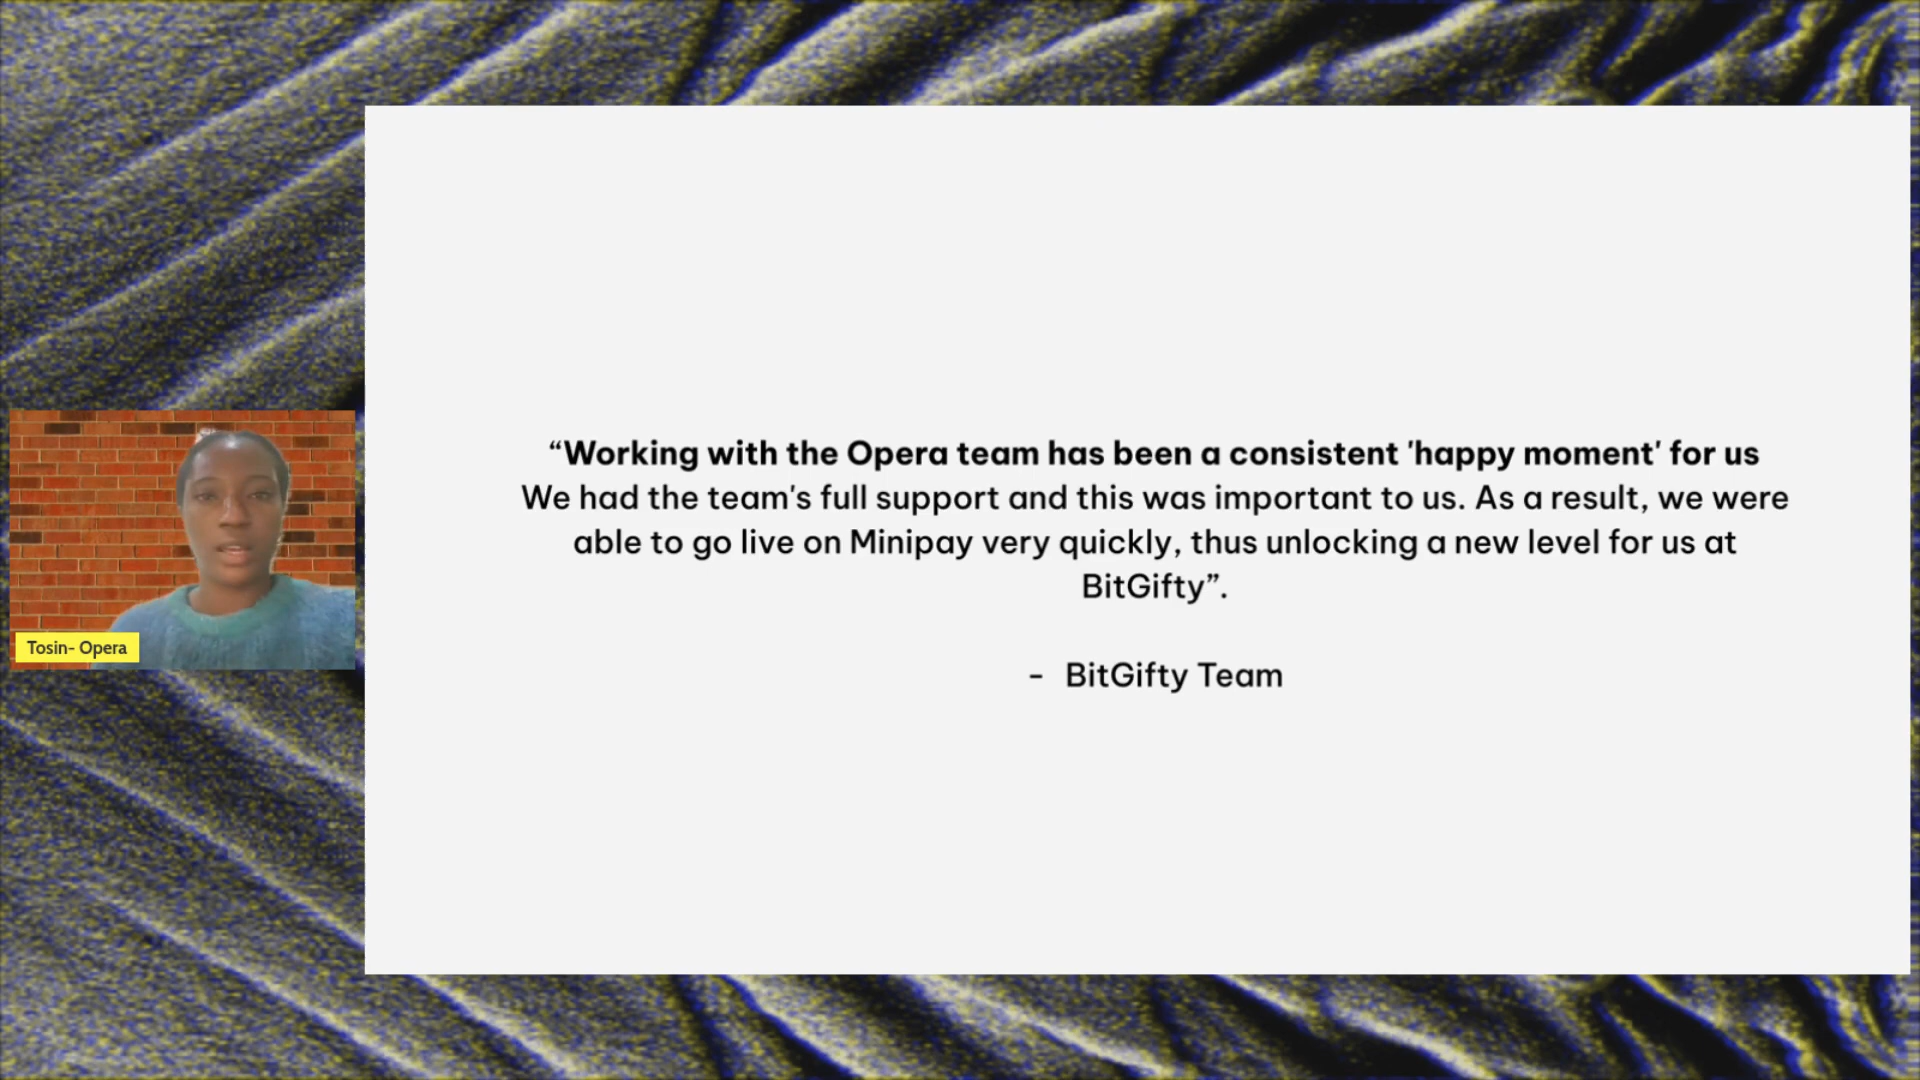 “Working with the Opera team has been a consistent 'happy moment' for us
We had the team's full support and this was important to us. As a result, we were
able to go live on Minipay very quickly, thus unlocking a new level for us at
BitGifty”.
- BitGifty Team
Tosin- Opera